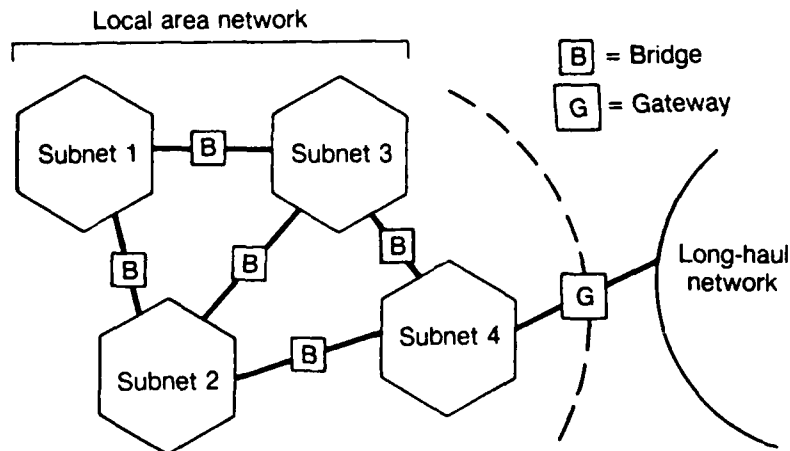 Local area network
B = Bridge
G = Gateway
Subnet 1
B
Subnet 3
B
B
B
Long-haul
network
G
Subnet 4
B
Subnet 2